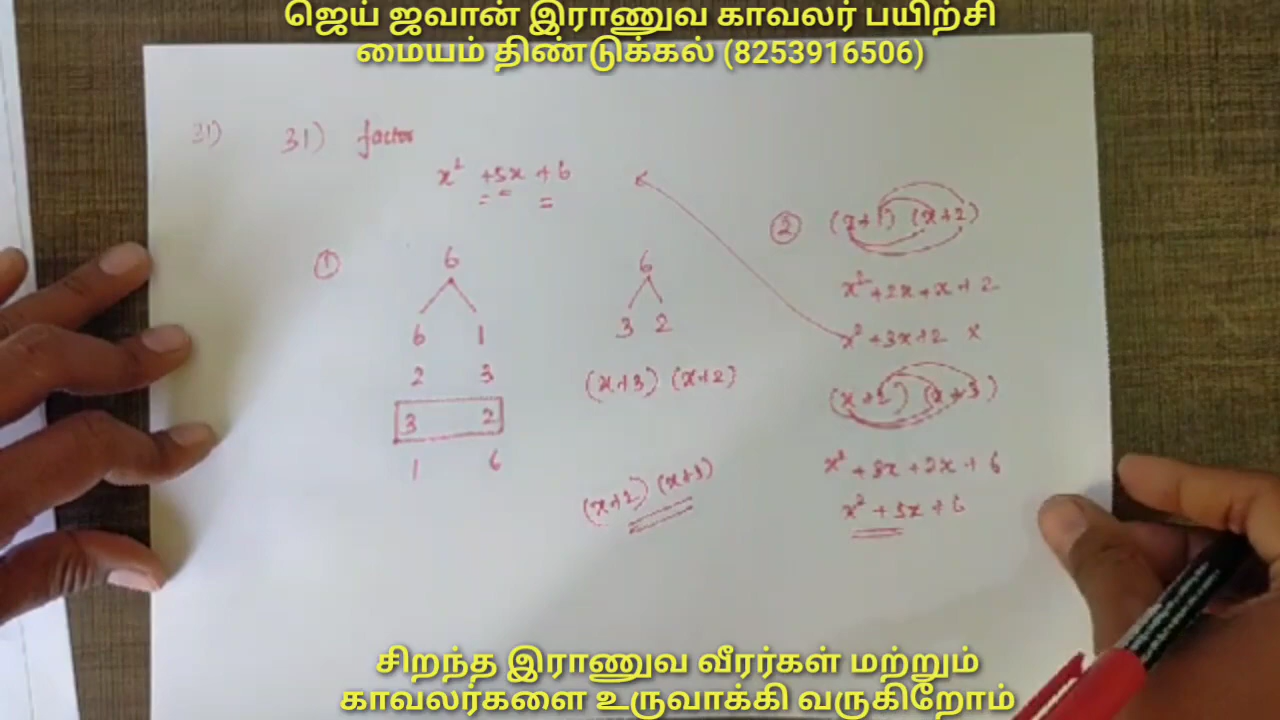 ஜெய் ஜவான் இராணுவ காவலர் பயிற்சி
மையம் திண்டுக்கல் (8253916506)
31) 31) factor
x² +5x + 6
①
6
6 1
2 3
3 2
1 6
6
3 2
(x+3) (x+2)
(x+2) (x+3)
② (x+1) (x+2)
x²+2x+x+2
x²+3x+2 x
(x+2) (x+3)
x² +3x+2x+6
x² +5x +6
சிறந்த இராணுவ வீரர்கள் மற்றும்
காவலர்களை உருவாக்கி வருகிறோம்